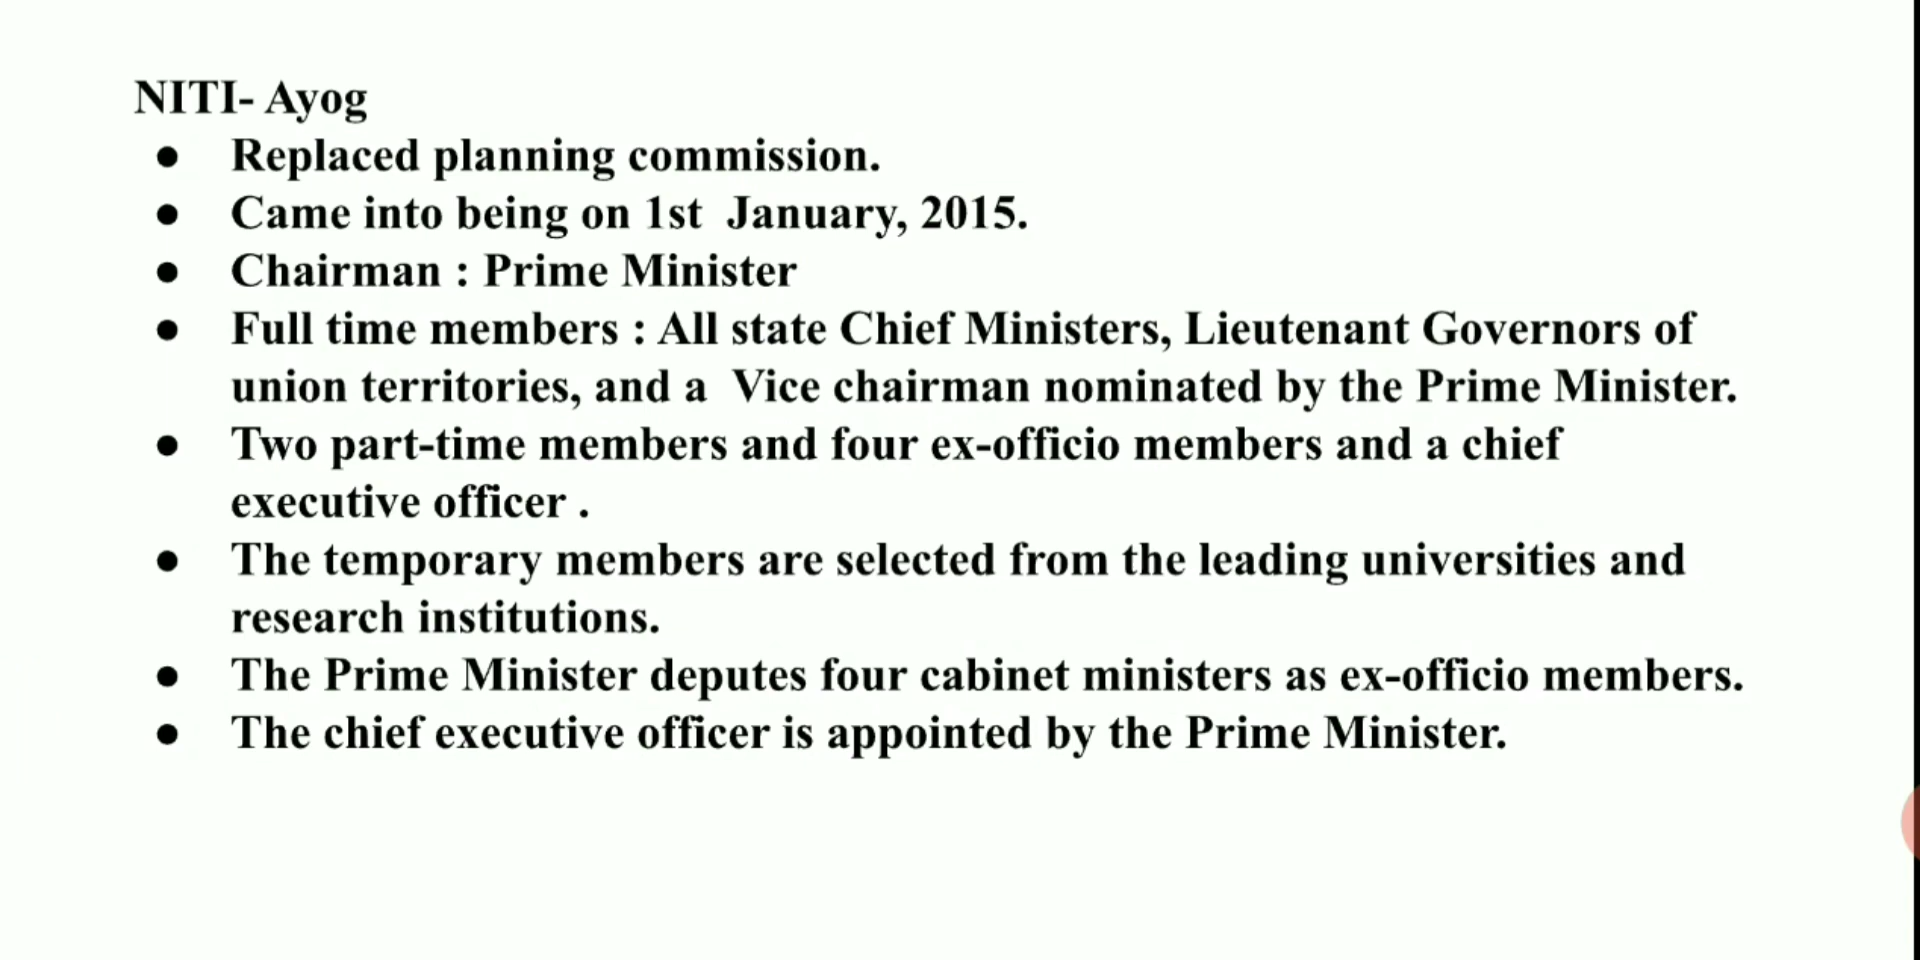 NITI- Ayog
● Replaced planning commission.
● Came into being on 1st  January, 2015.
● Chairman : Prime Minister
● Full time members : All state Chief Ministers, Lieutenant Governors of
union territories, and a  Vice chairman nominated by the Prime Minister.
● Two part-time members and four ex-officio members and a chief
executive officer .
● The temporary members are selected from the leading universities and
research institutions.
● The Prime Minister deputes four cabinet ministers as ex-officio members.
● The chief executive officer is appointed by the Prime Minister.